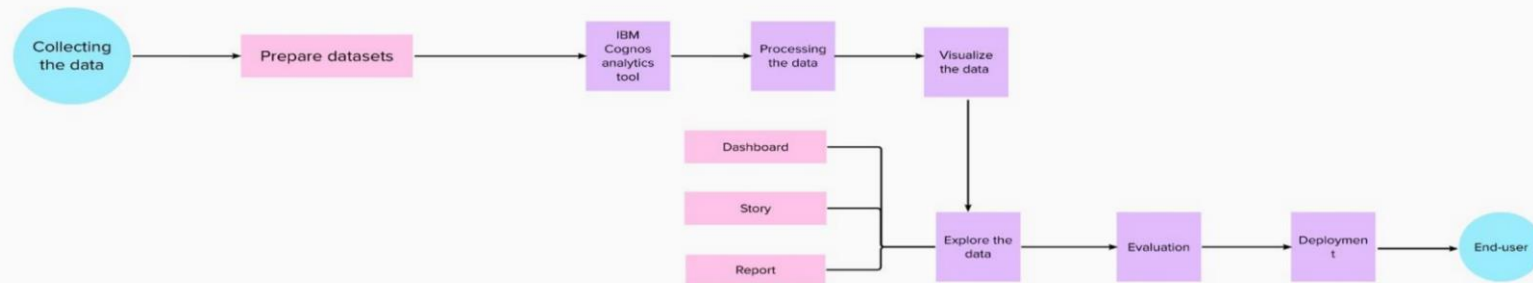 Collecting
the data
Prepare datasets
IBM
Cognos
analytics
tool
Processing
the data
Visualize
the data
Dashboard
Story
Report
Explore the
data
Evaluation
Deploymen
t
End-user